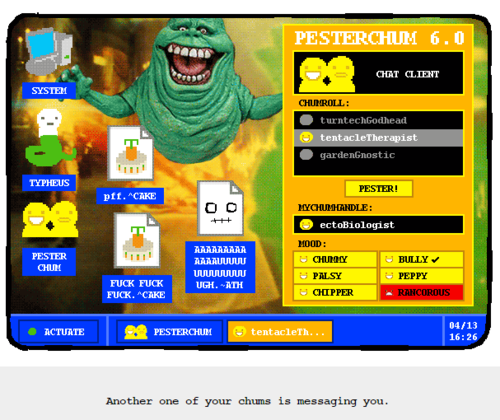 PESTERCHUM 6.0
CHAT CLIENT
CHUMROLL:
turntechGodhead
tentacleTherapist
gardenGnostic
PESTER!
MYCHUMHANDLE:
ectoBiologist
MOOD:
CHUMMY
BULLY
PALSY
PEPPY
CHIPPER
RANCOROUS
SYSTEM
TYPHEUS
PESTER
CHUM
pff.^CAKE
FUCK FUCK
FUCK.^CAKE
AAAAAAAAA
AAAAUUUUU
UUUUUUUUU
UGH.~ATH
ACTUATE
PESTERCHUM
tentacleTh...
04/13
16:26
Another one of your chums is messaging you.